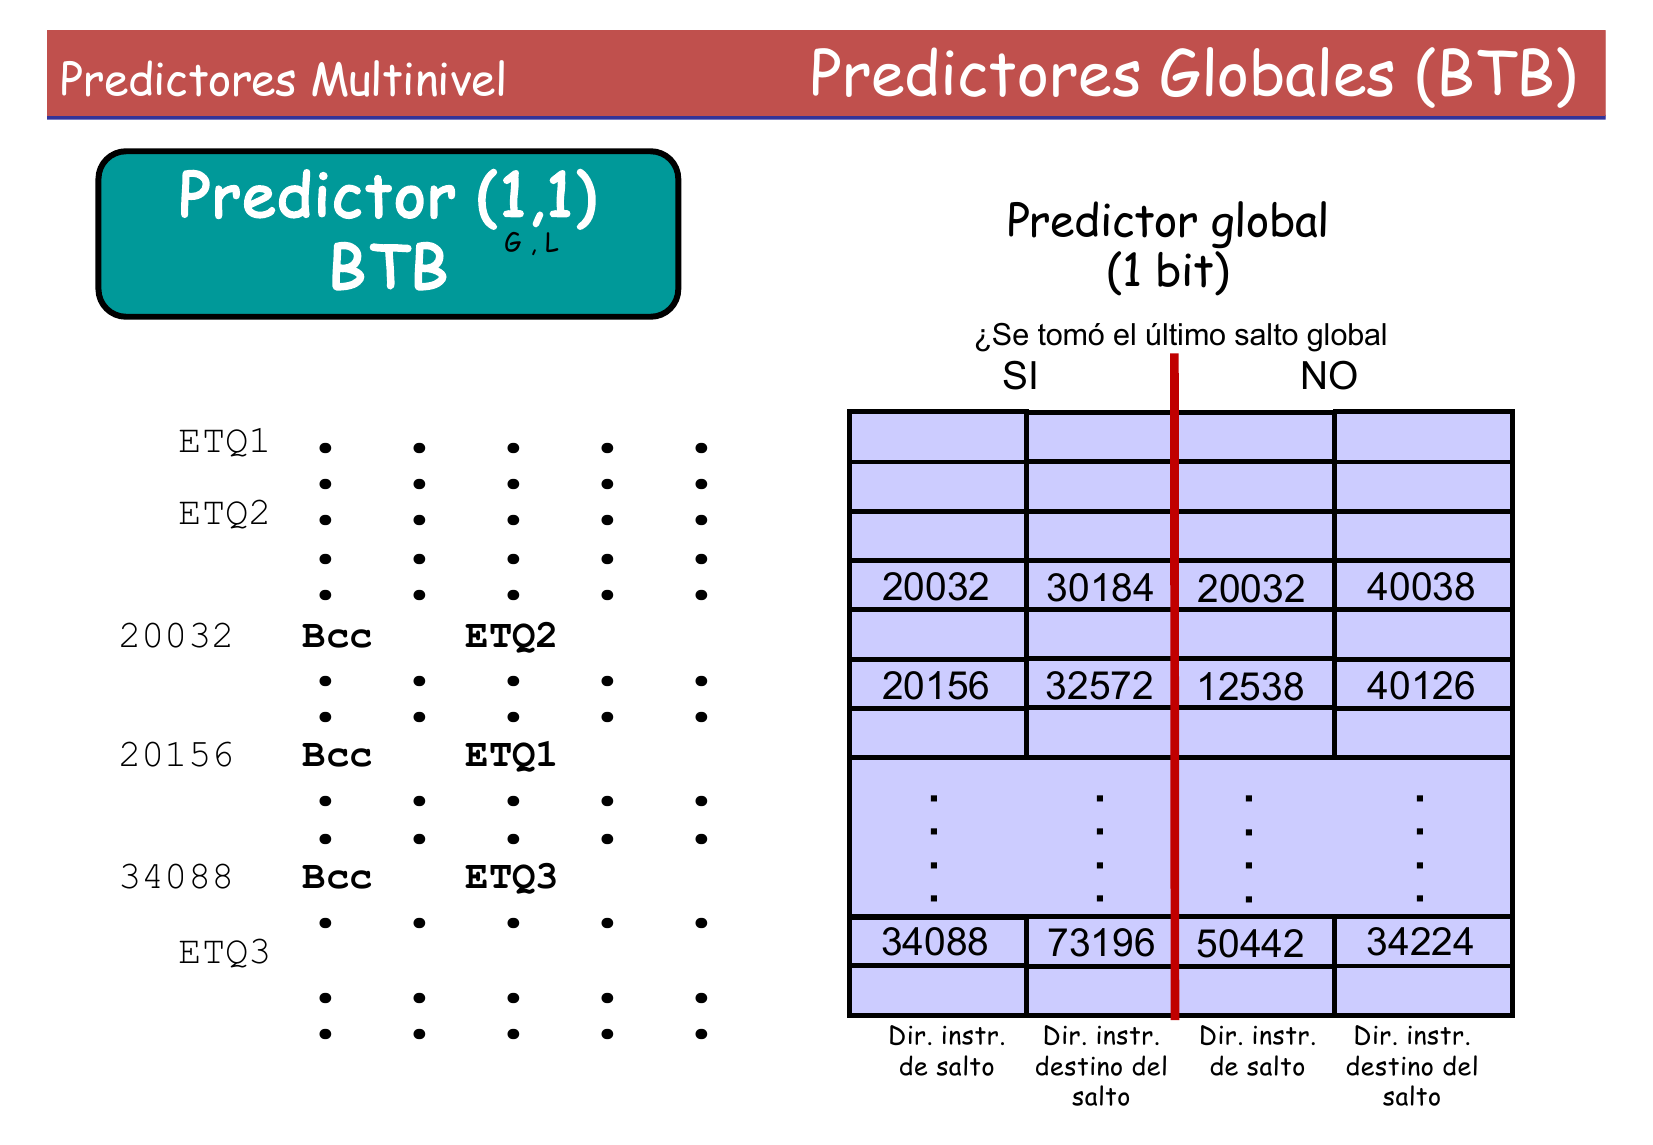 Predictores Multinivel
Predictores Globales (BTB)
Predictor (1,1)
G , L
BTB
Predictor global
(1 bit)
¿Se tomó el último salto global
SI NO
ETQ1 . . . . .
. . . . .
ETQ2 . . . . .
. . . . .
. . . . .
20032 Bcc ETQ2
. . . . .
. . . . .
20156 Bcc ETQ1
. . . . .
. . . . .
34088 Bcc ETQ3
. . . . .
ETQ3
. . . . .
. . . . .
20032 30184 20032 40038
20156 32572 12538 40126
. . . .
. . . .
. . . .
. . . .
34088 73196 50442 34224
Dir. instr. Dir. instr. Dir. instr. Dir. instr.
de salto destino del de salto destino del
salto salto